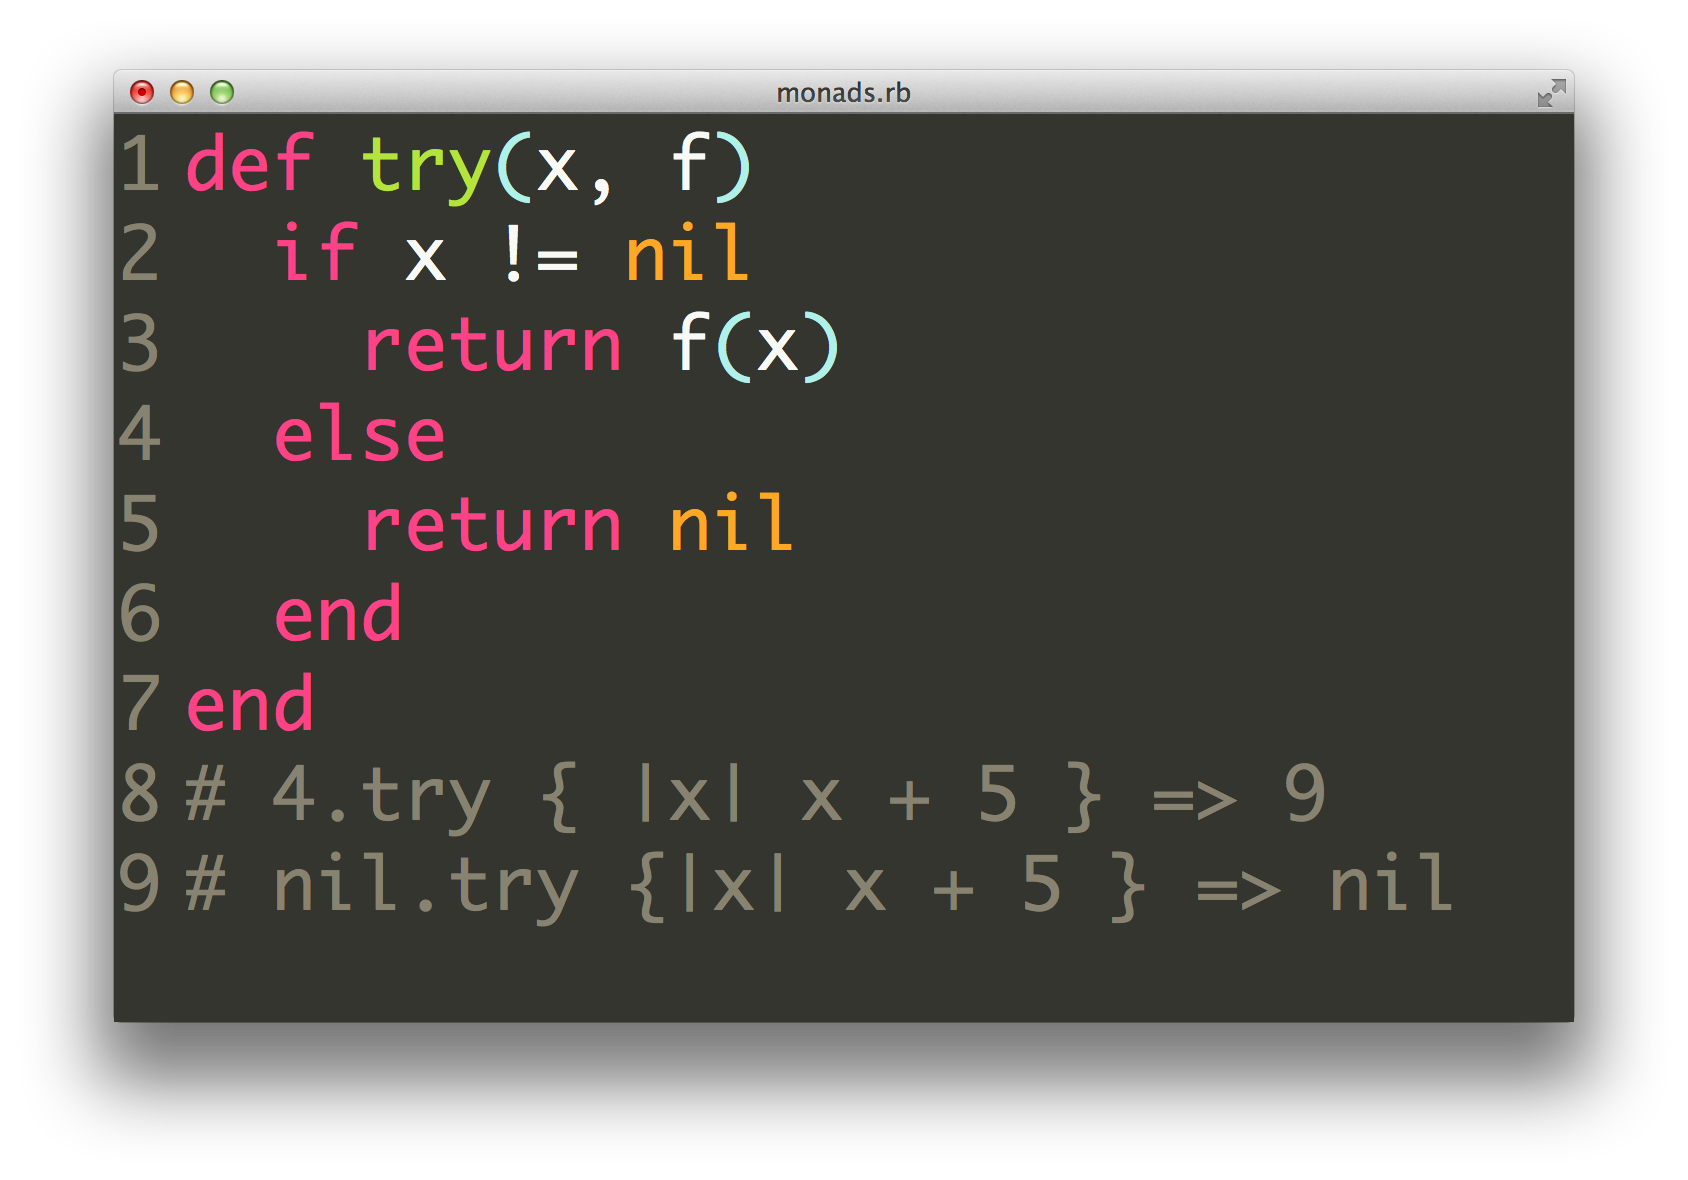 monads.rb
1 def try(x, f)
2   if x != nil
3     return f(x)
4   else
5     return nil
6   end
7 end
8 # 4.try { |x| x + 5 } => 9
9 # nil.try {|x| x + 5 } => nil